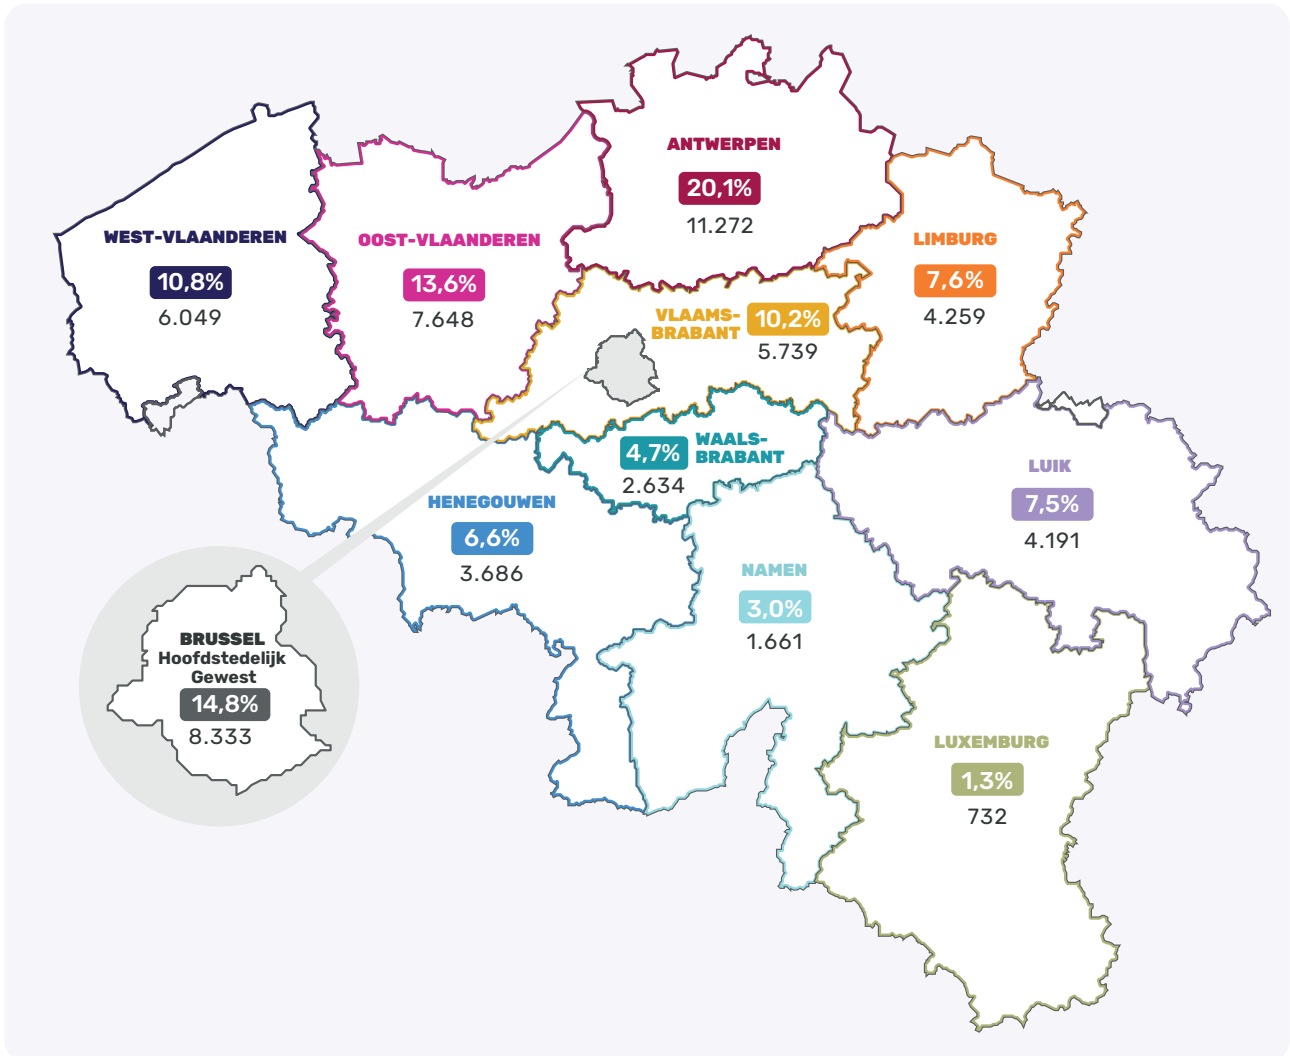 ANTWERPEN
20,1%
11.272
WEST-VLAANDEREN
10,8%
6.049
OOST-VLAANDEREN
13,6%
7.648
LIMBURG
7,6%
4.259
VLAAMS-
BRABANT
10,2%
5.739
WAALS-
BRABANT
4,7%
2.634
LUIK
7,5%
4.191
HENEGOUWEN
6,6%
3.686
NAMEN
3,0%
1.661
BRUSSEL
Hoofdstedelijk
Gewest
14,8%
8.333
LUXEMBURG
1,3%
732